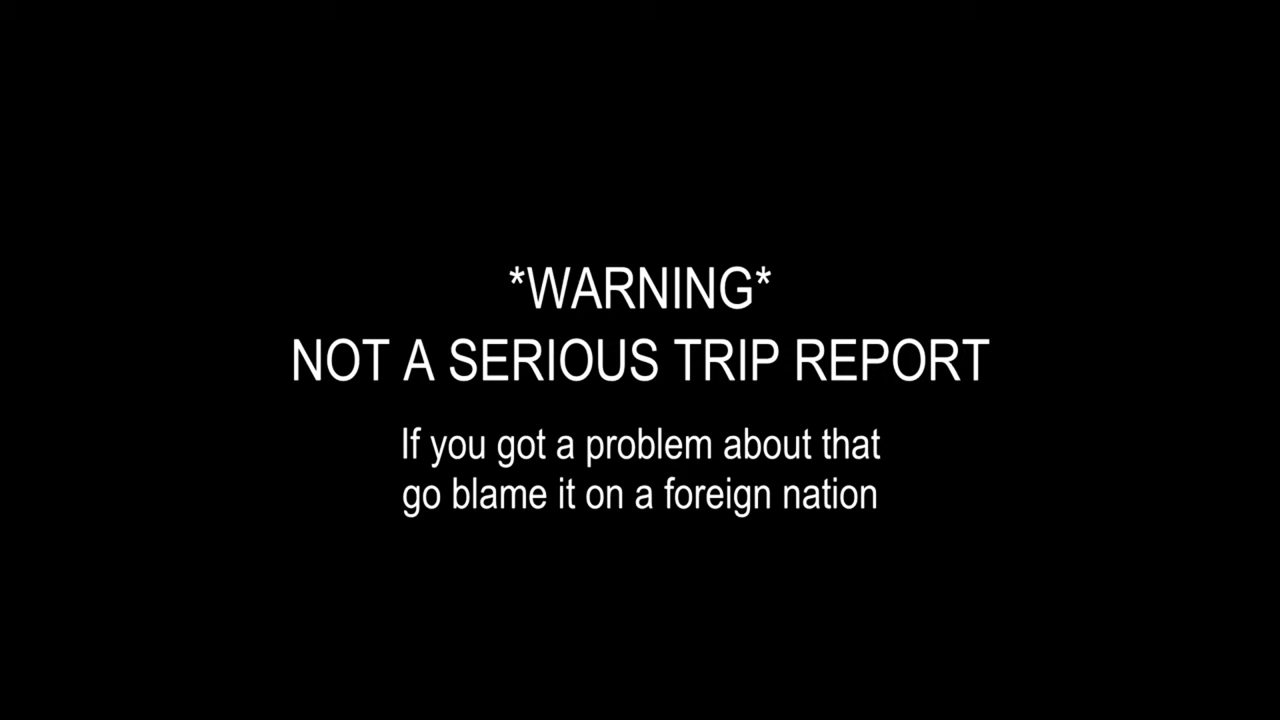 *WARNING*
NOT A SERIOUS TRIP REPORT
If you got a problem about that
go blame it on a foreign nation